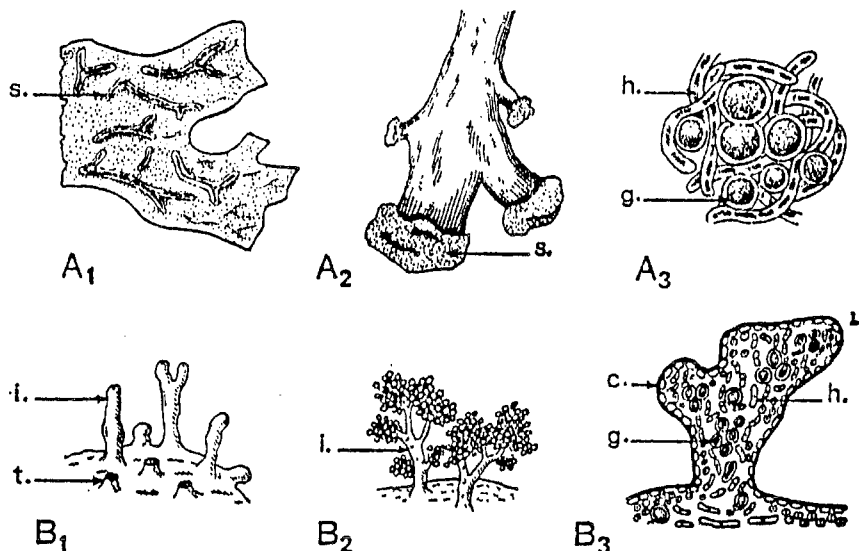 s.
h.
g.
s.
A₁
A₂
A₃
i.
t.
i.
c.
h.
g.
B₁
B₂
B₃